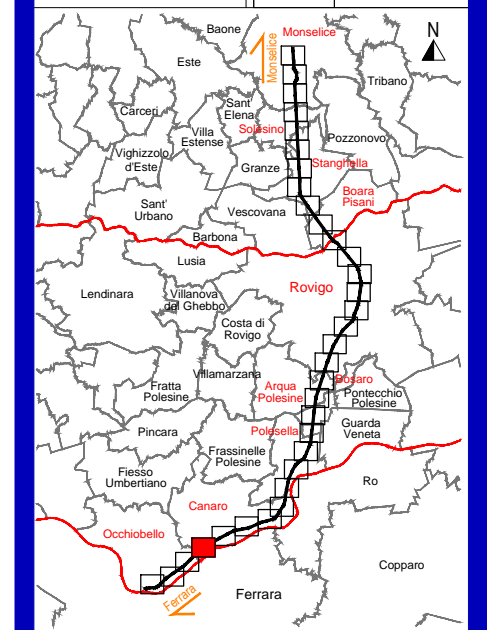 Baone
Monselice
N
Monselice
Este
Tribano
Carceri
Sant'
Elena
Solesino
Villa
Estense
Pozzonovo
Vighizzolo
d'Este
Granze
Stanghella
Boara
Pisani
Sant'
Urbano
Vescovana
Barbona
Lusia
Rovigo
Lendinara
Villanova
del Ghebbo
Costa di
Rovigo
Villamarzana
Fratta
Polesine
Arqua
Polesine
Bosaro
Pontecchio
Polesine
Pincara
Polesella
Guarda
Veneta
Frassinelle
Polesine
Fiesso
Umbertiano
Ro
Canaro
Occhiobello
Copparo
Ferrara
Ferrara